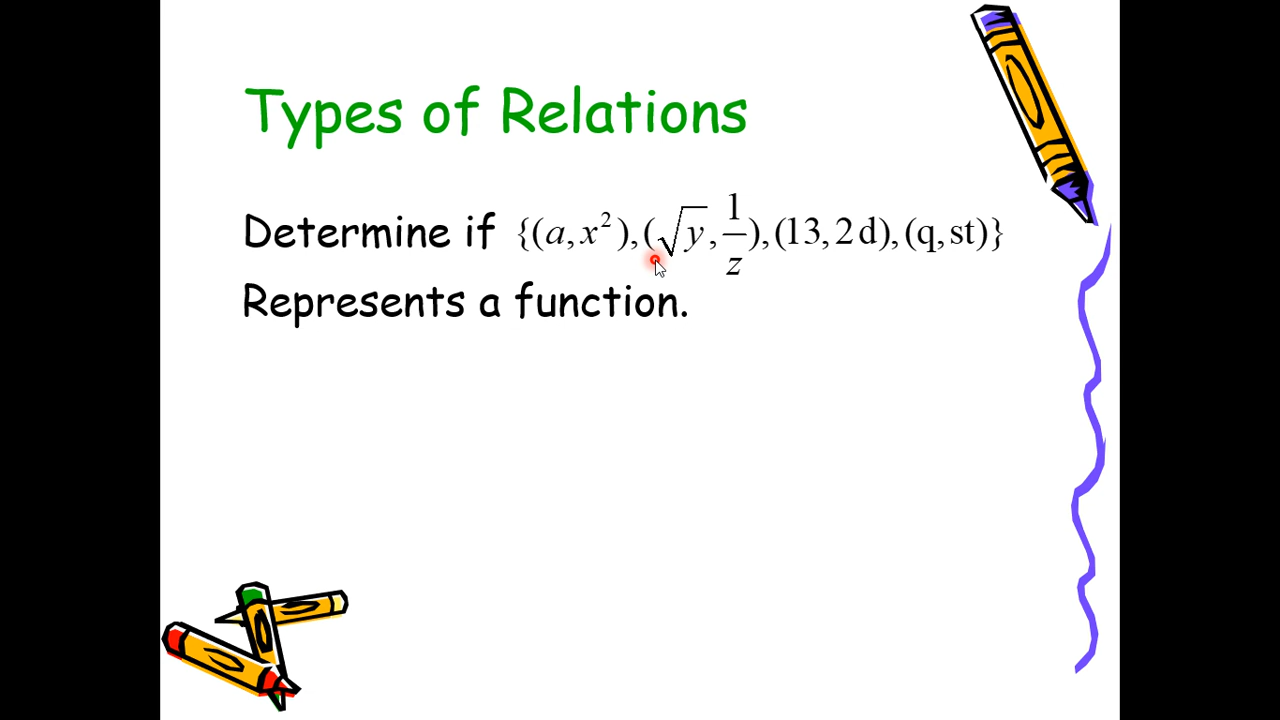 Types of Relations
Determine if {(a, x²), (√y, 1/z), (13, 2d), (q, st)}
Represents a function.